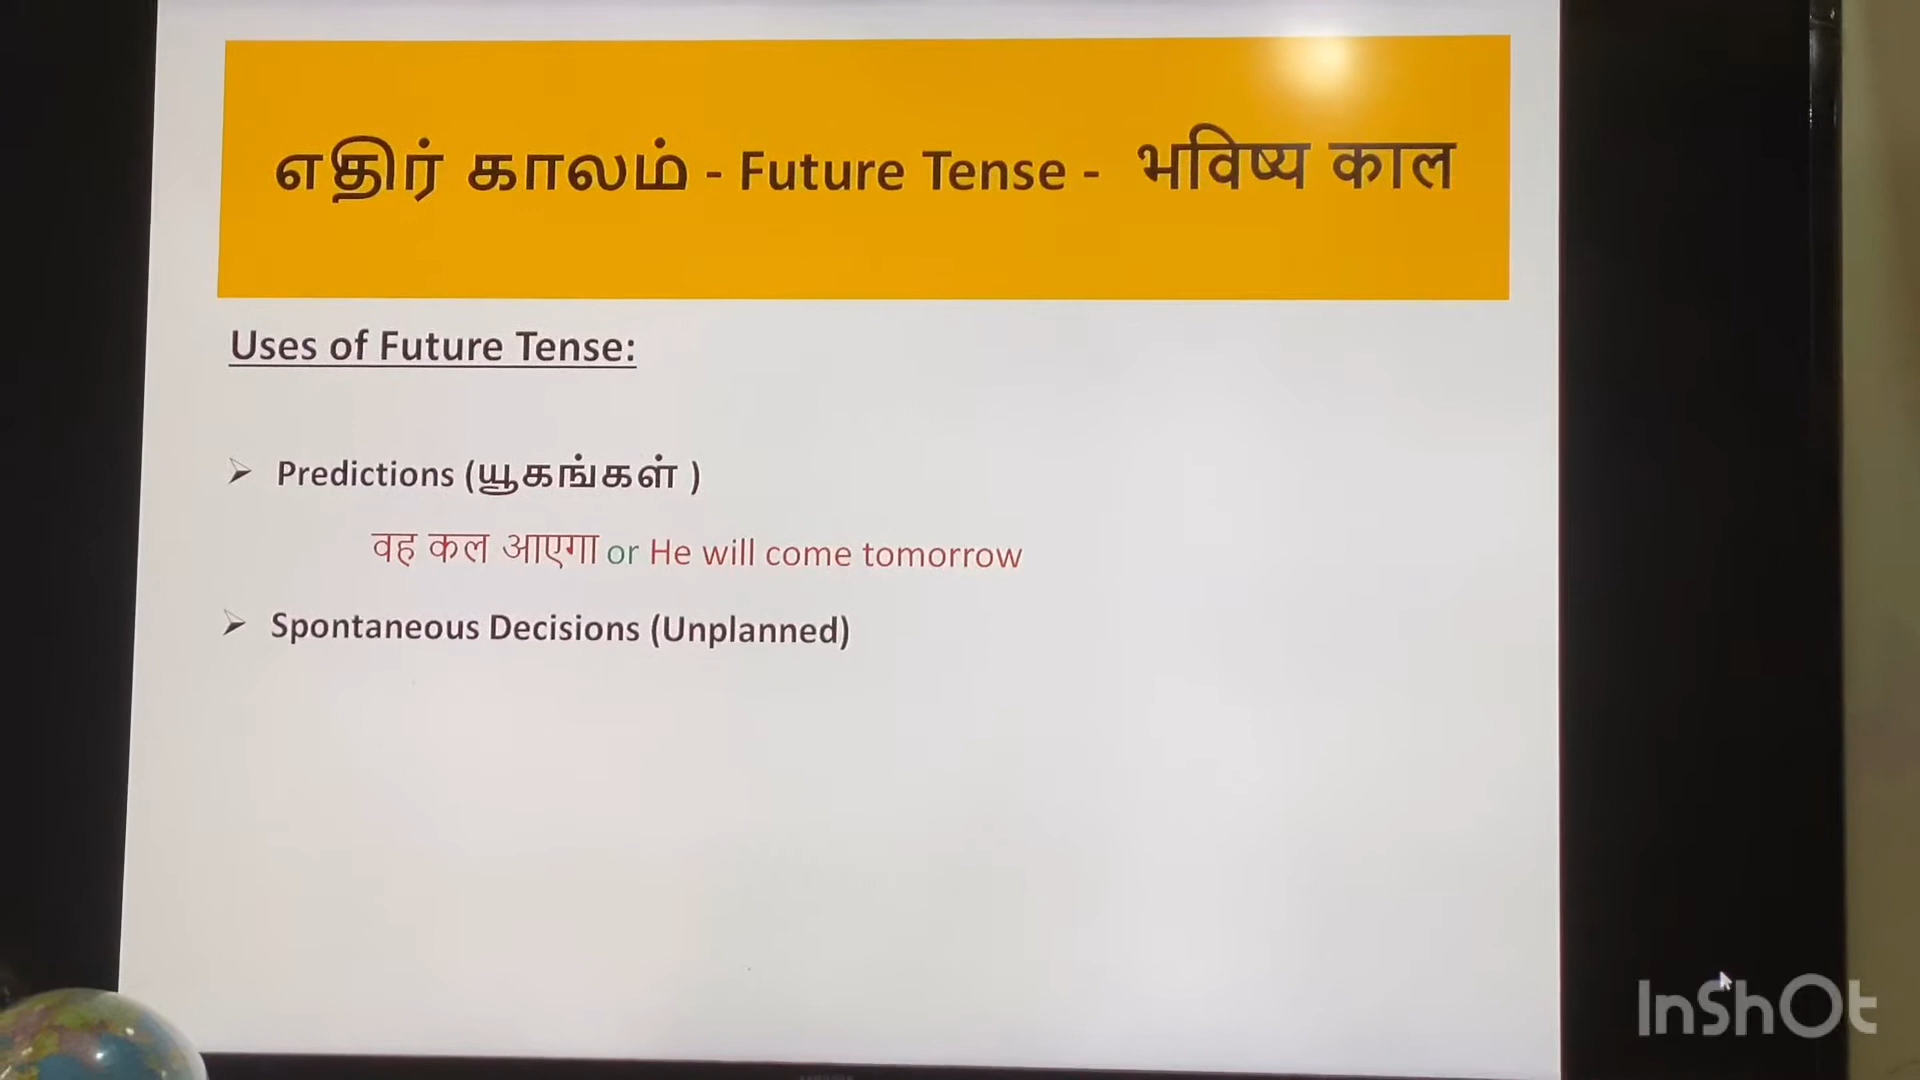 எதிர் காலம் - Future Tense - भविष्य काल
Uses of Future Tense:
➢ Predictions (யூகங்கள் )
वह कल आएगा or He will come tomorrow
➢ Spontaneous Decisions (Unplanned)
InShOt